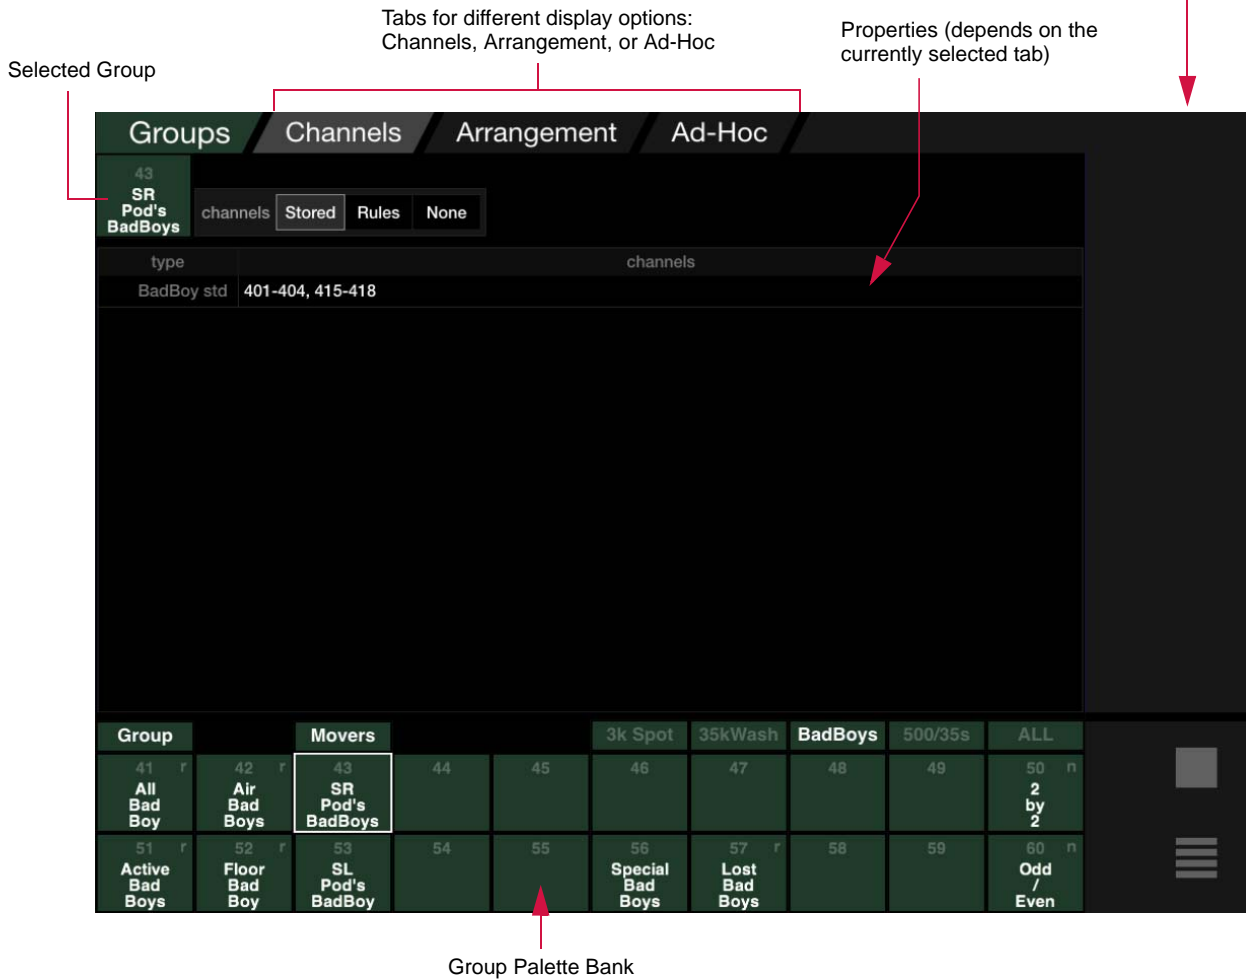 Tabs for different display options:
Channels, Arrangement, or Ad-Hoc
Properties (depends on the
currently selected tab)
Selected Group
Groups Channels Arrangement Ad-Hoc
43
SR
Pod's
BadBoys
channels Stored Rules None
type channels
BadBoy std 401-404, 415-418
Group Movers 3k Spot 35kWash BadBoys 500/35s ALL
41 r
All
Bad
Boy
42 r
Air
Bad
Boys
43
SR
Pod's
BadBoys
44
45
46
47
48
49
50 n
2
by
2
51 r
Active
Bad
Boys
52 r
Floor
Bad
Boy
53
SL
Pod's
BadBoy
54
55
56
Special
Bad
Boys
57 r
Lost
Bad
Boys
58
59
60 n
Odd
/
Even
Group Palette Bank